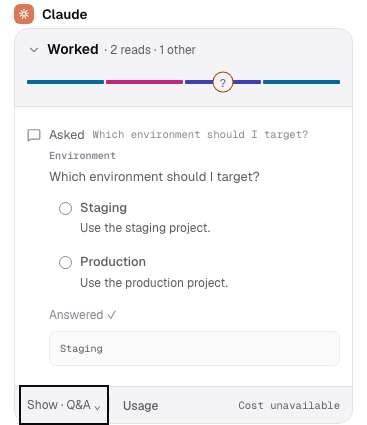 Claude
Worked · 2 reads · 1 other
?
Asked Which environment should I target?
Environment
Which environment should I target?
Staging
Use the staging project.
Production
Use the production project.
Answered ✓
Staging
Show · Q&A ⌄ Usage Cost unavailable